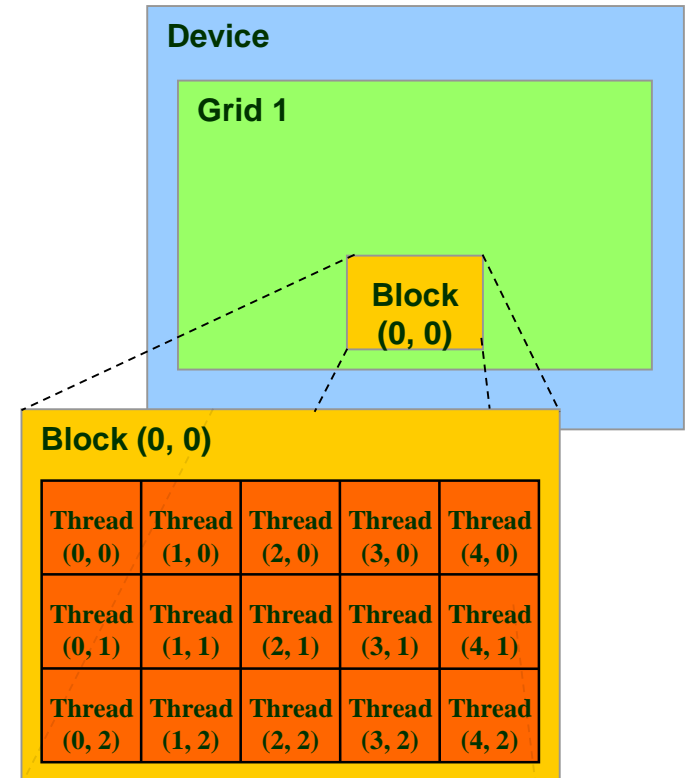 Device
Grid 1
Block
(0, 0)
Block (0, 0)
Thread Thread Thread Thread Thread
(0, 0) (1, 0) (2, 0) (3, 0) (4, 0)
Thread Thread Thread Thread Thread
(0, 1) (1, 1) (2, 1) (3, 1) (4, 1)
Thread Thread Thread Thread Thread
(0, 2) (1, 2) (2, 2) (3, 2) (4, 2)